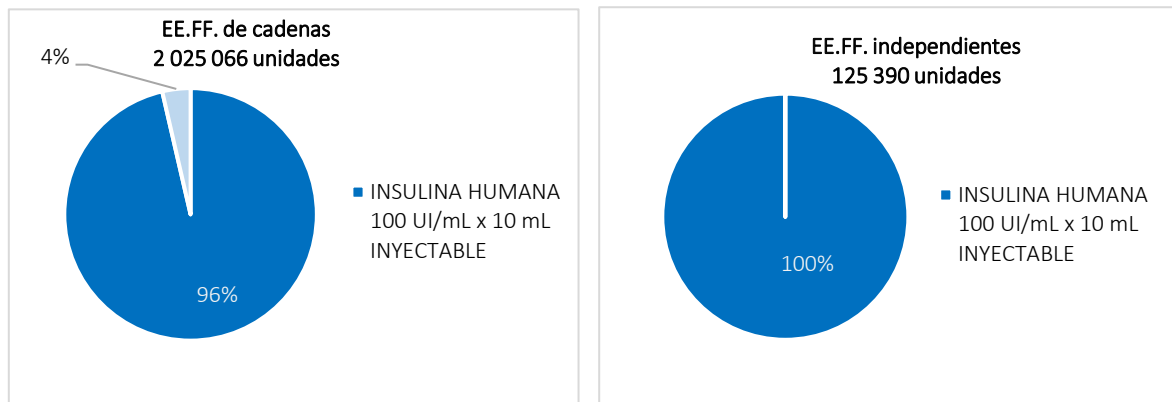 EE.FF. de cadenas
2 025 066 unidades
4%
96%
INSULINA HUMANA
100 UI/mL x 10 mL
INYECTABLE
EE.FF. independientes
125 390 unidades
100%
INSULINA HUMANA
100 UI/mL x 10 mL
INYECTABLE